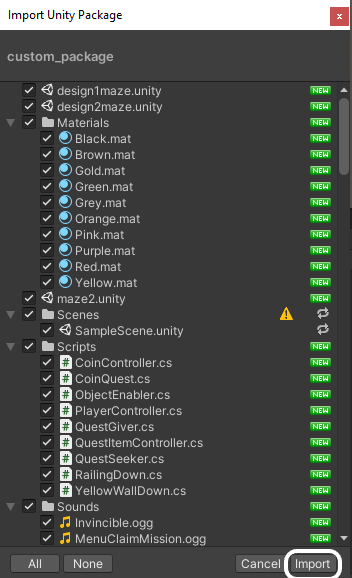 Import Unity Package x
custom_package
design1maze.unity NEW
design2maze.unity NEW
Materials NEW
Black.mat NEW
Brown.mat NEW
Gold.mat NEW
Green.mat NEW
Grey.mat NEW
Orange.mat NEW
Pink.mat NEW
Purple.mat NEW
Red.mat NEW
Yellow.mat NEW
maze2.unity NEW
Scenes
SampleScene.unity
Scripts NEW
# CoinController.cs NEW
# CoinQuest.cs NEW
# ObjectEnabler.cs NEW
# PlayerController.cs NEW
# QuestGiver.cs NEW
# QuestItemController.cs NEW
# QuestSeeker.cs NEW
# RailingDown.cs NEW
# YellowWallDown.cs NEW
Sounds NEW
Invincible.ogg NEW
MenuClaimMission.ogg NEW
All None Cancel Import